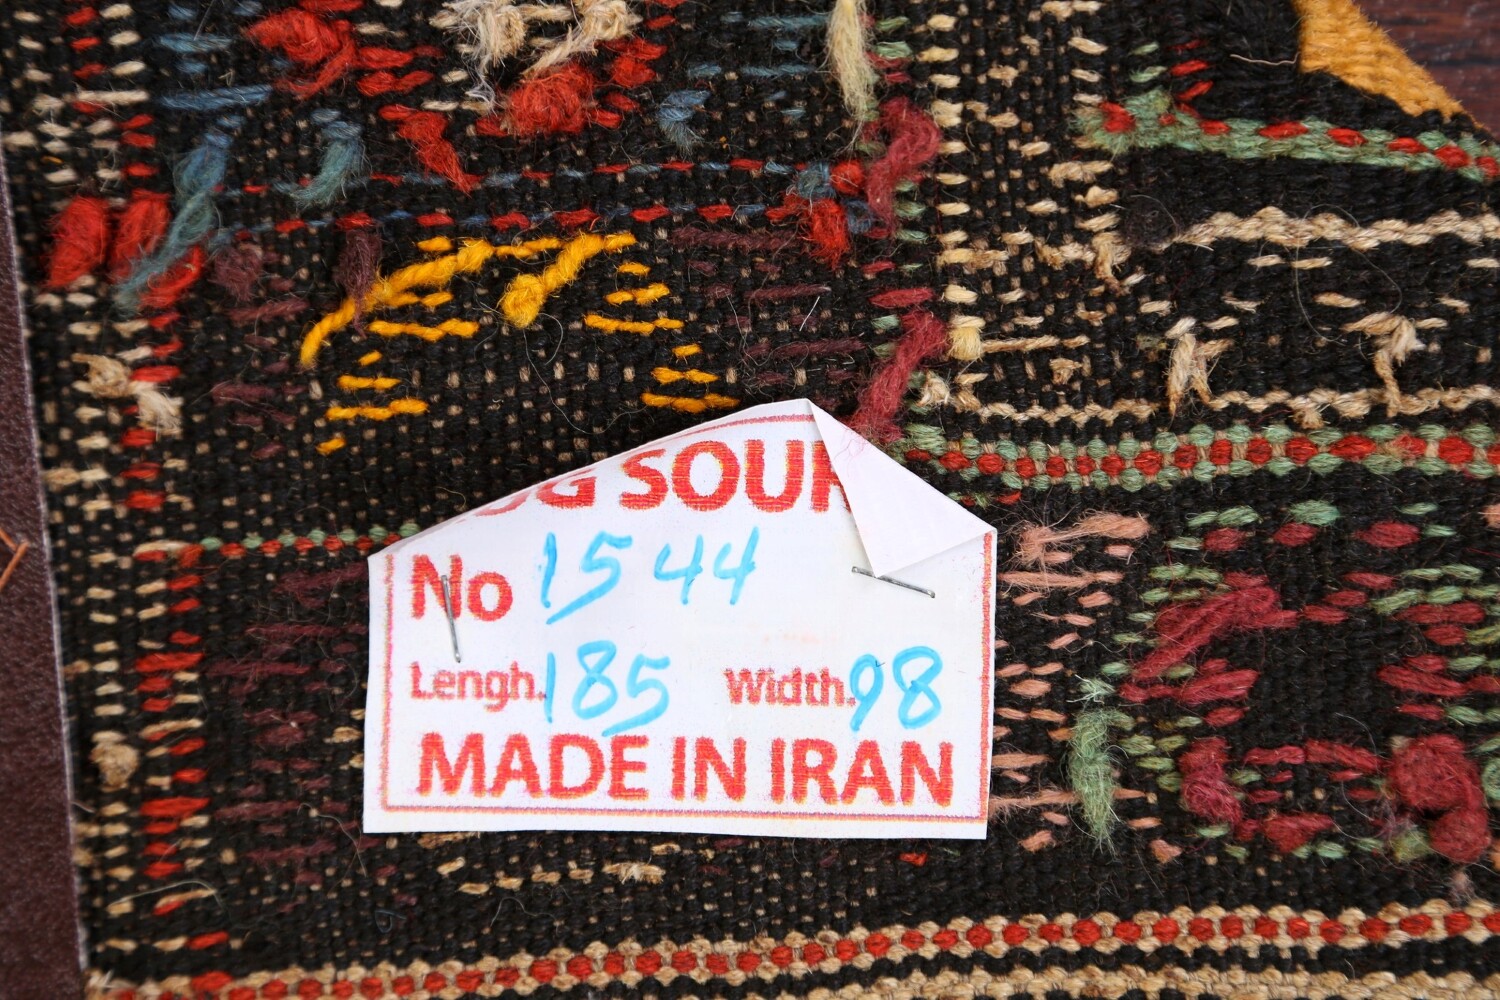 UG SOUR
No 1544
Lengh. 185 Width. 98
MADE IN IRAN